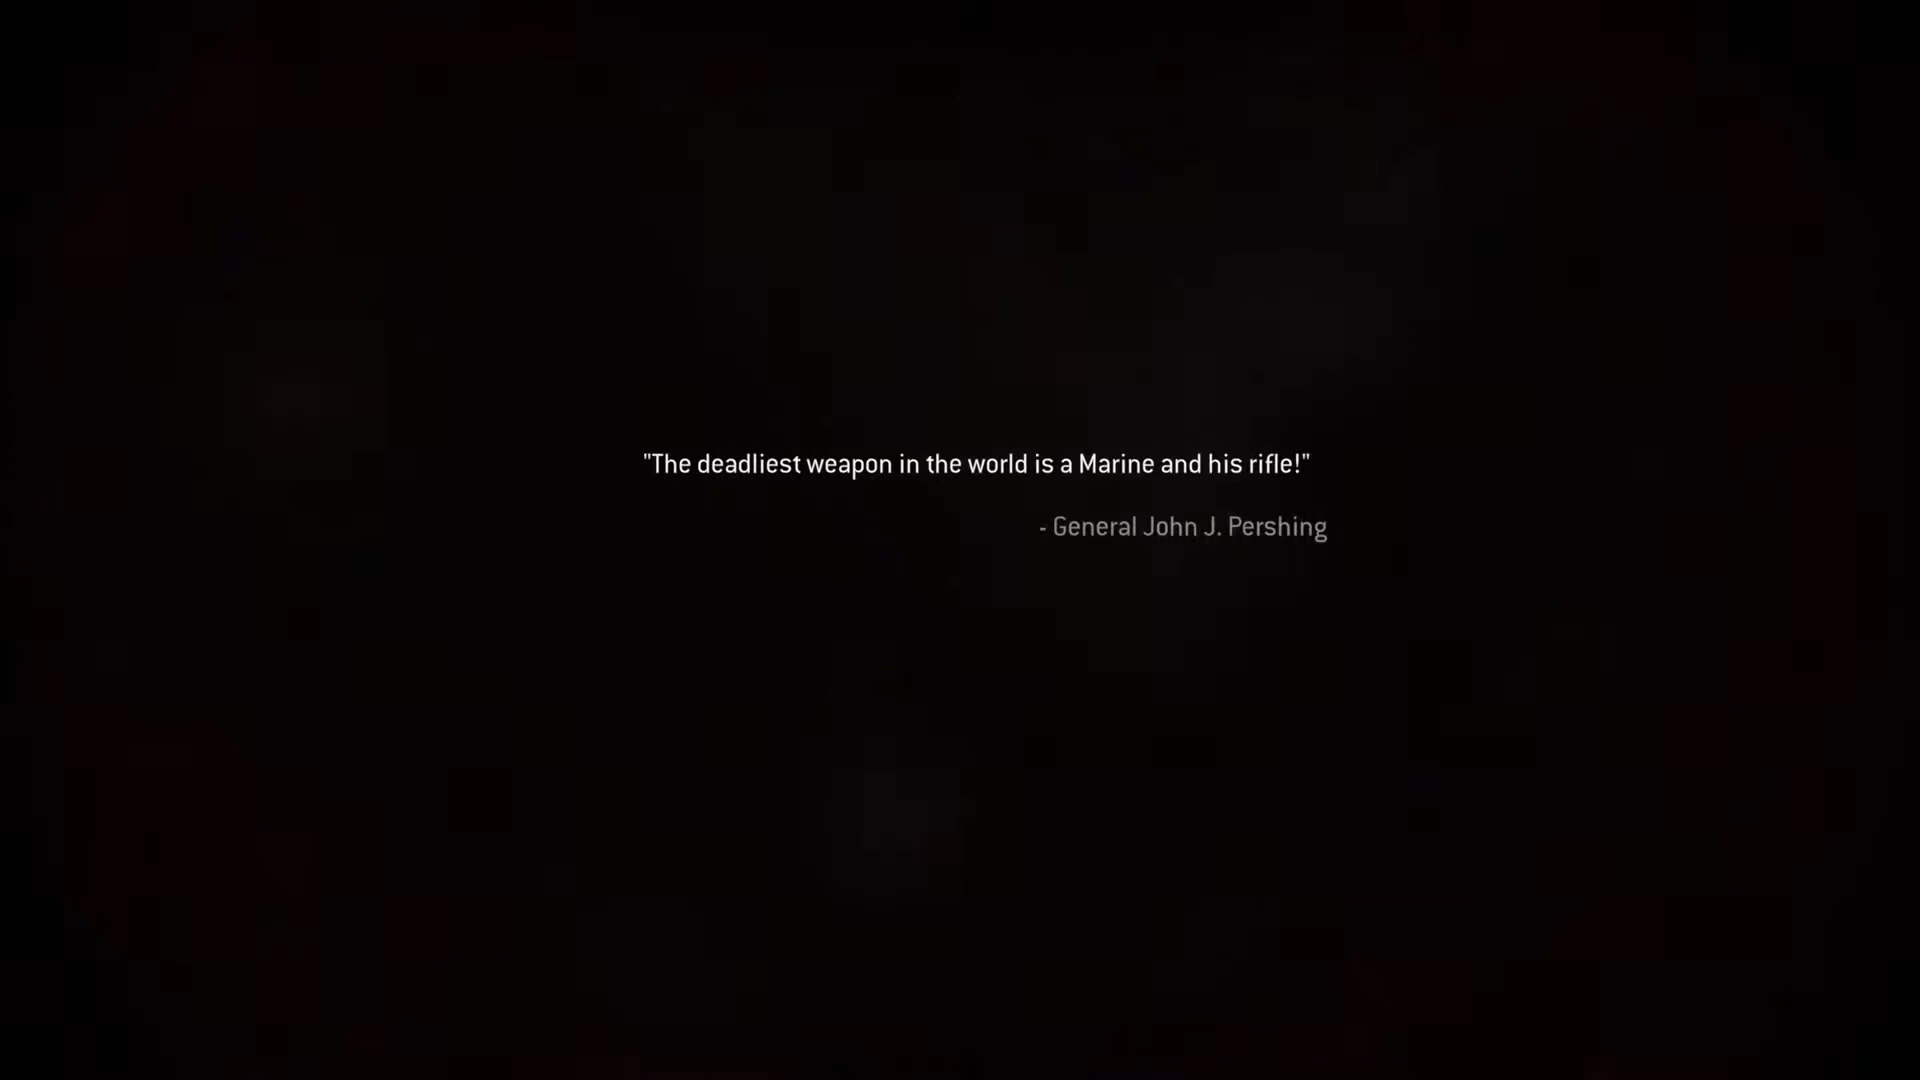 "The deadliest weapon in the world is a Marine and his rifle!"
- General John J. Pershing